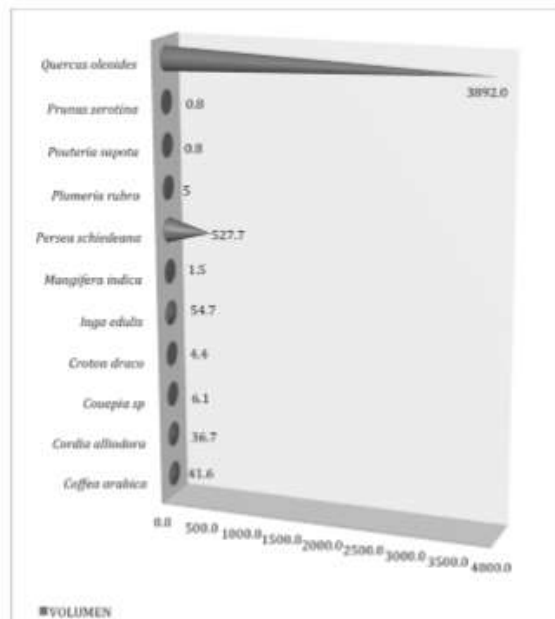 Quercus oleoides
3892.0
Prunus serotina 0.8
Pouteria sapota 0.8
Plumeria rubra 5
Persea schiedeana 527.7
Mangifera indica 1.5
Inga edulis 54.7
Croton draco 4.4
Couepia sp 6.1
Cordia alliodora 36.7
Coffea arabica 41.6
0.0 500.0 1000.0 1500.0 2000.0 2500.0 3000.0 3500.0 4000.0
VOLUMEN